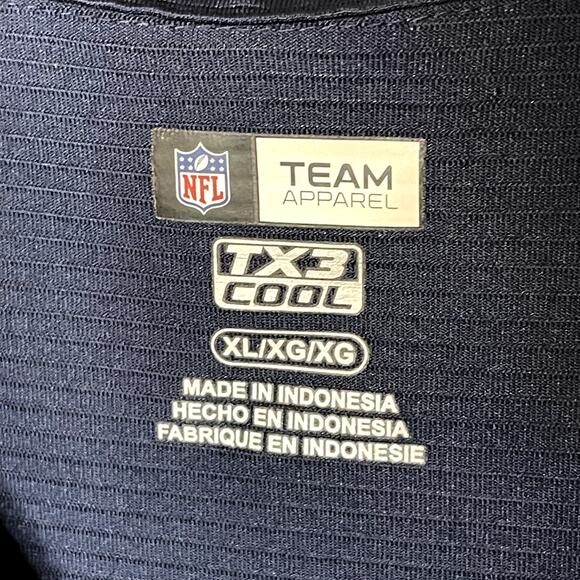 NFL
TEAM
APPAREL
TX3
COOL
XL/XG/XG
MADE IN INDONESIA
HECHO EN INDONESIA
FABRIQUE EN INDONESIE